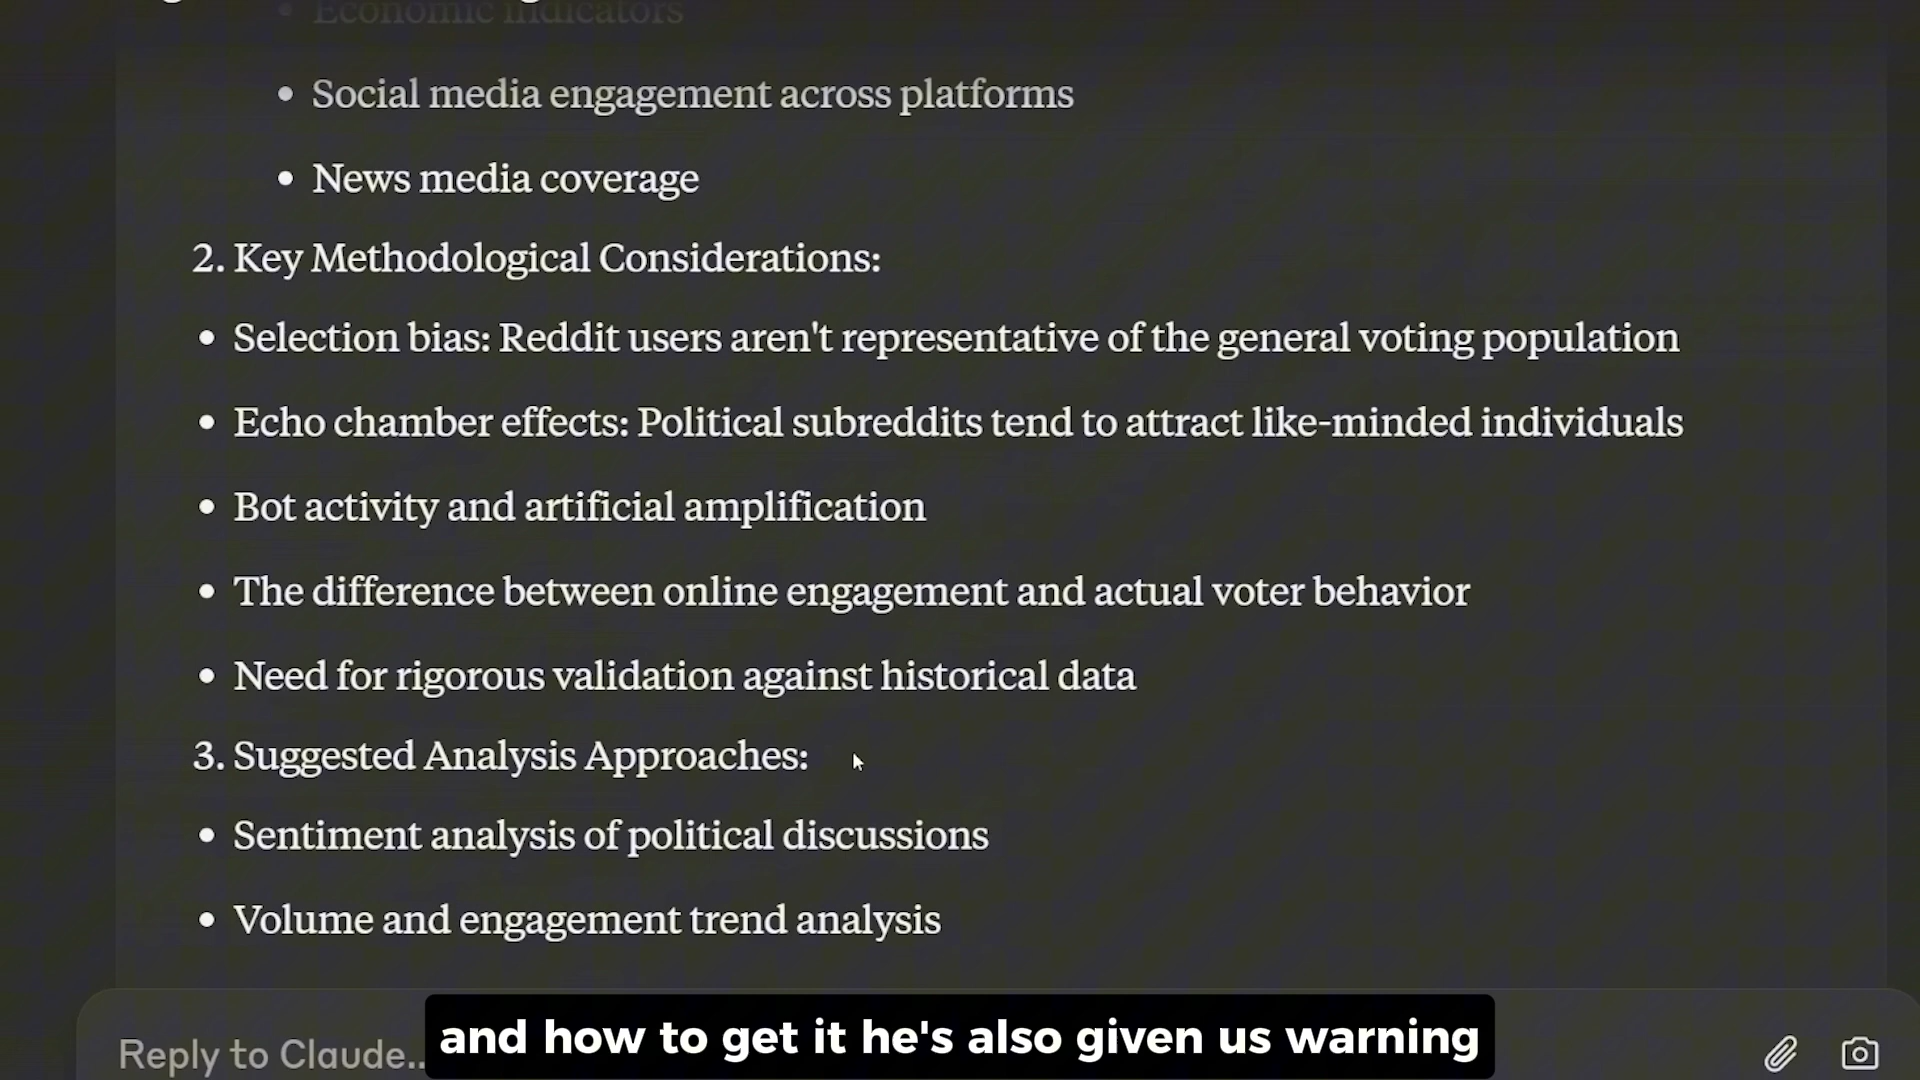 Economic indicators
• Social media engagement across platforms
• News media coverage
2. Key Methodological Considerations:
• Selection bias: Reddit users aren't representative of the general voting population
• Echo chamber effects: Political subreddits tend to attract like-minded individuals
• Bot activity and artificial amplification
• The difference between online engagement and actual voter behavior
• Need for rigorous validation against historical data
3. Suggested Analysis Approaches:
• Sentiment analysis of political discussions
• Volume and engagement trend analysis
Reply to Claude..
and how to get it he's also given us warning